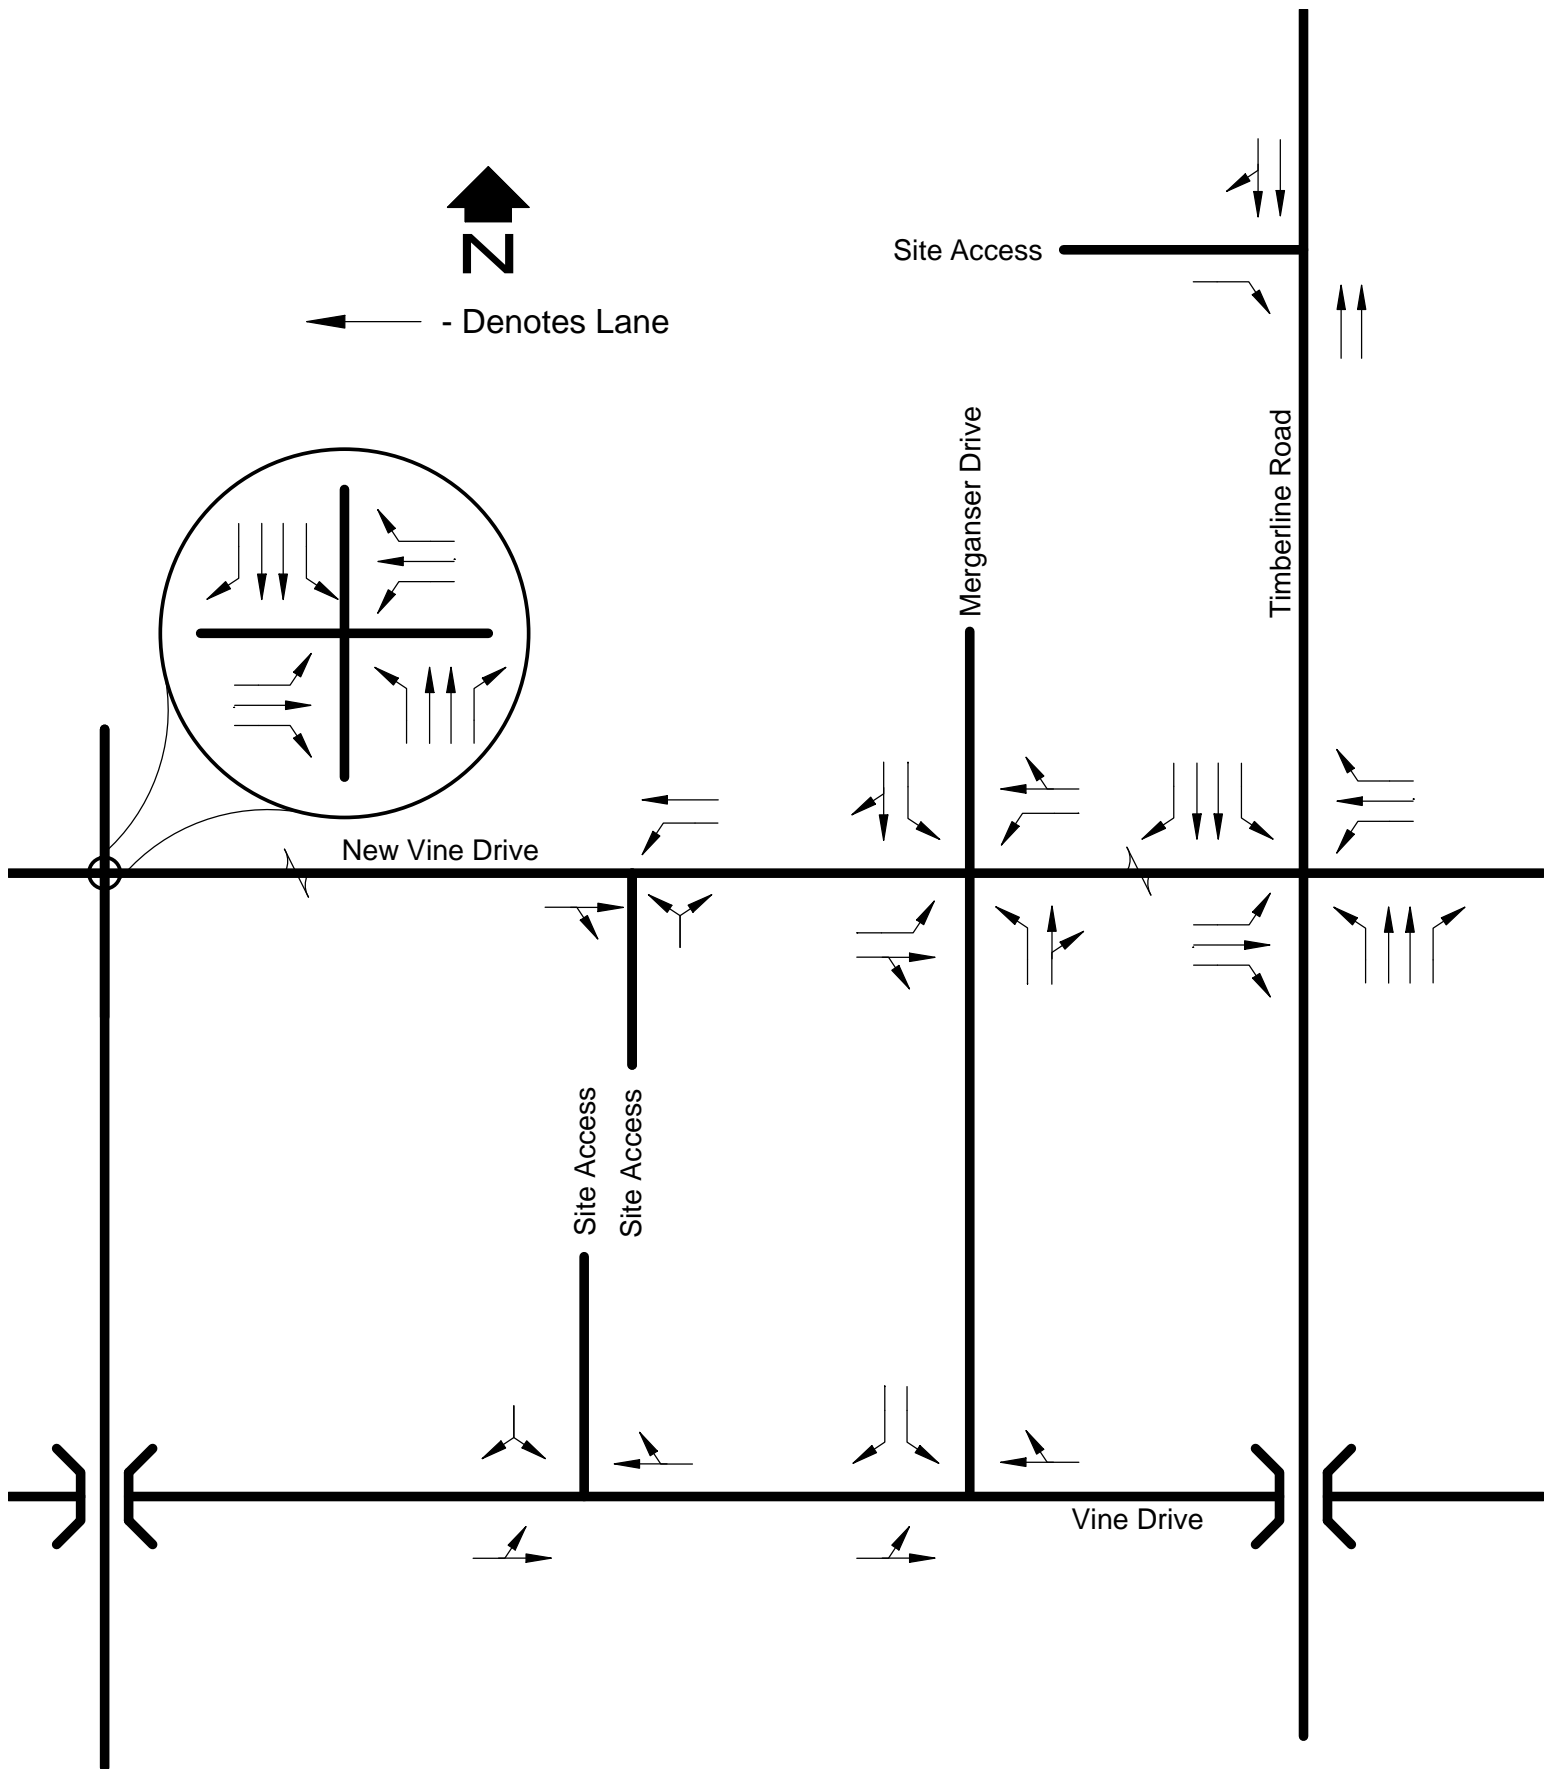 Site Access
N
- Denotes Lane
Merganser Drive
Timberline Road
New Vine Drive
Site Access
Site Access
Vine Drive